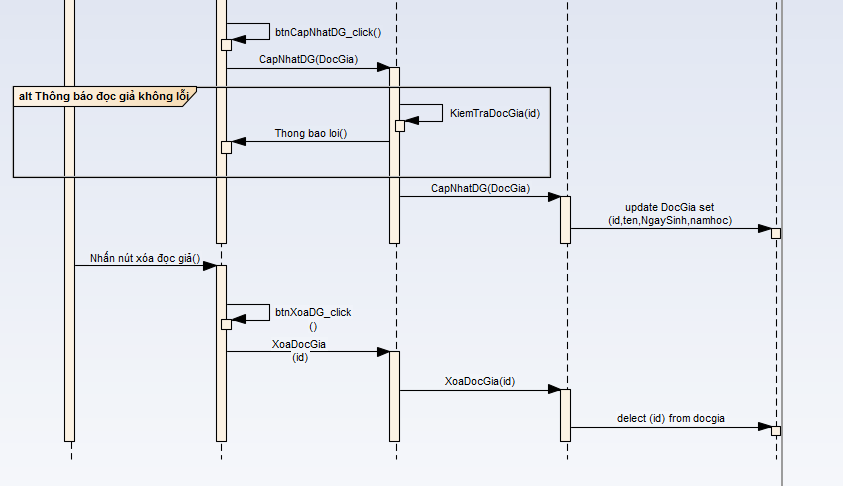 btnCapNhatDG_click()
CapNhatDG(DocGia)
alt Thông báo đọc giả không lỗi
KiemTraDocGia(id)
Thong bao loi()
CapNhatDG(DocGia)
update DocGia set
(id,ten,NgaySinh,namhoc)
Nhấn nút xóa đọc giả()
btnXoaDG_click
()
XoaDocGia
(id)
XoaDocGia(id)
delect (id) from docgia